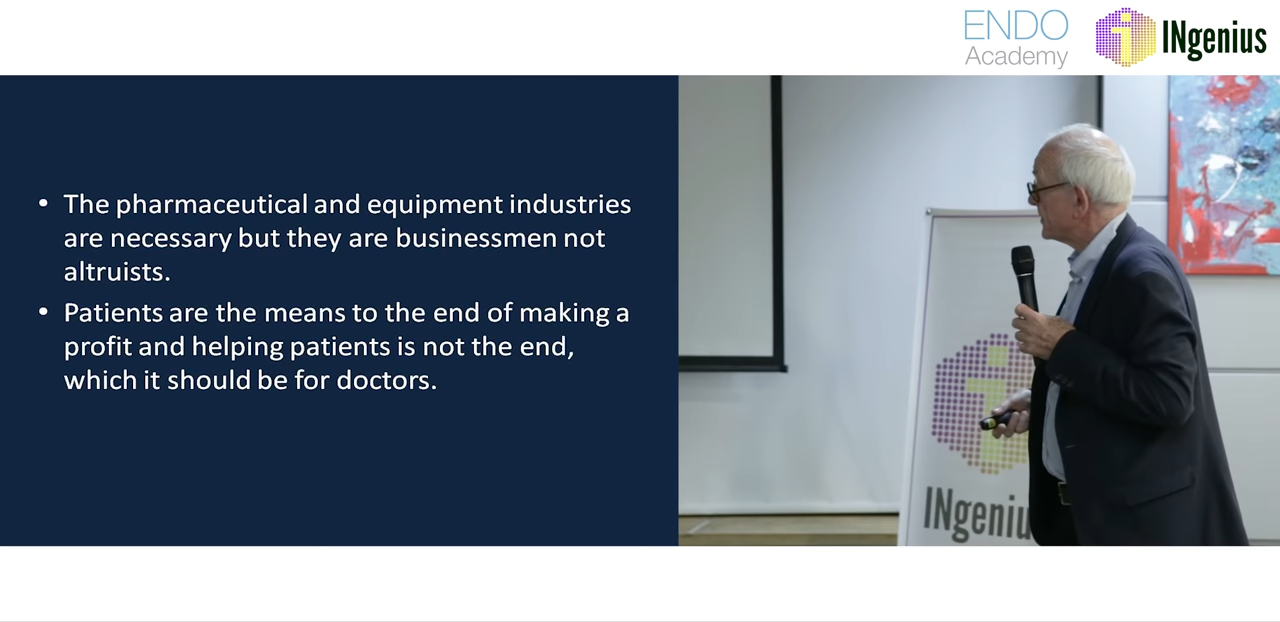 ENDO
Academy
INgenius
• The pharmaceutical and equipment industries
are necessary but they are businessmen not
altruists.
• Patients are the means to the end of making a
profit and helping patients is not the end,
which it should be for doctors.
INgeniu